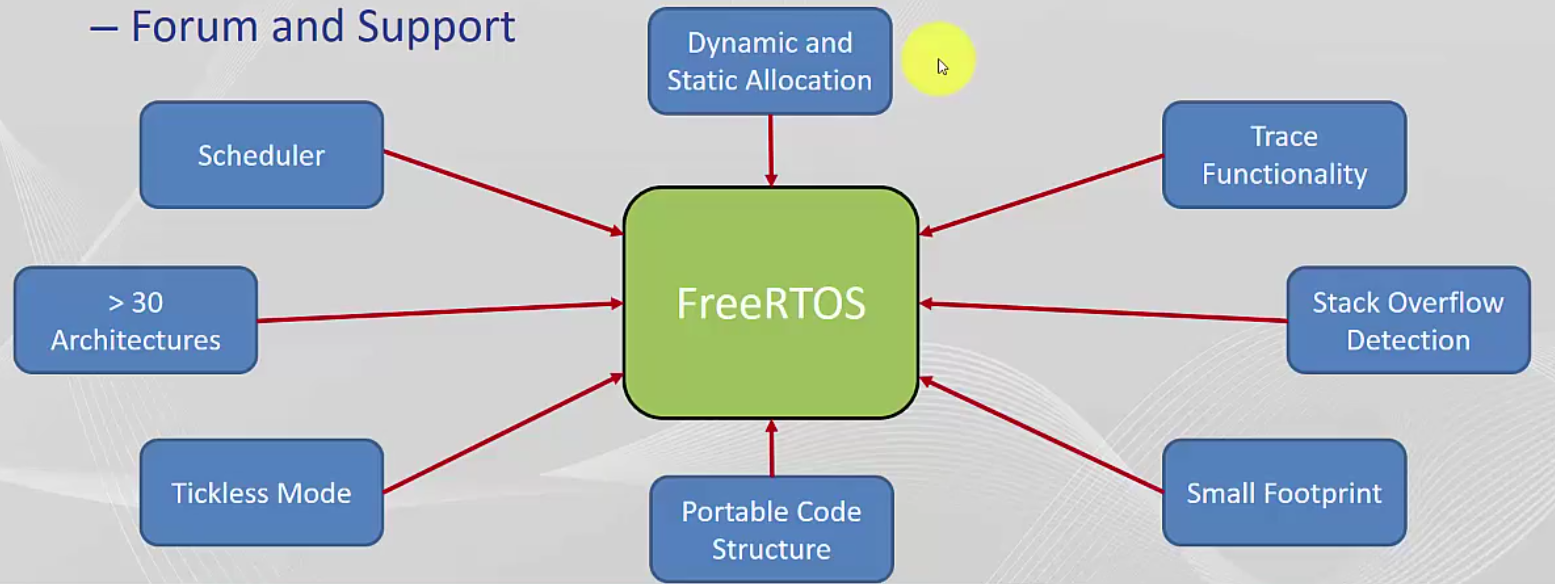 – Forum and Support
Dynamic and
Static Allocation
Scheduler
Trace
Functionality
> 30
Architectures
FreeRTOS
Stack Overflow
Detection
Tickless Mode
Portable Code
Structure
Small Footprint